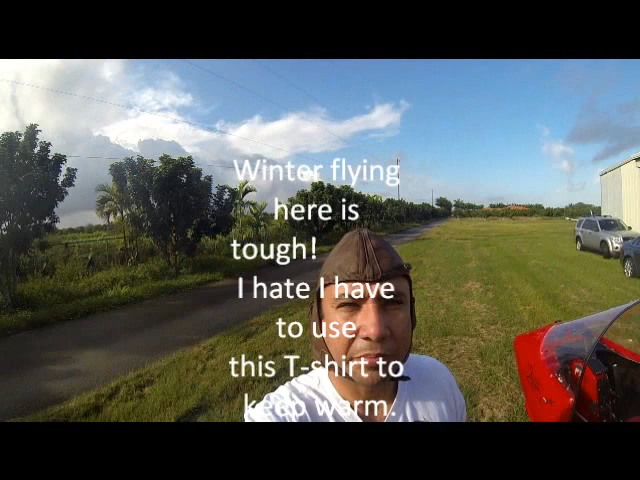 Winter flying
here is
tough!
I hate I have
to use
this T-shirt to
keep warm.